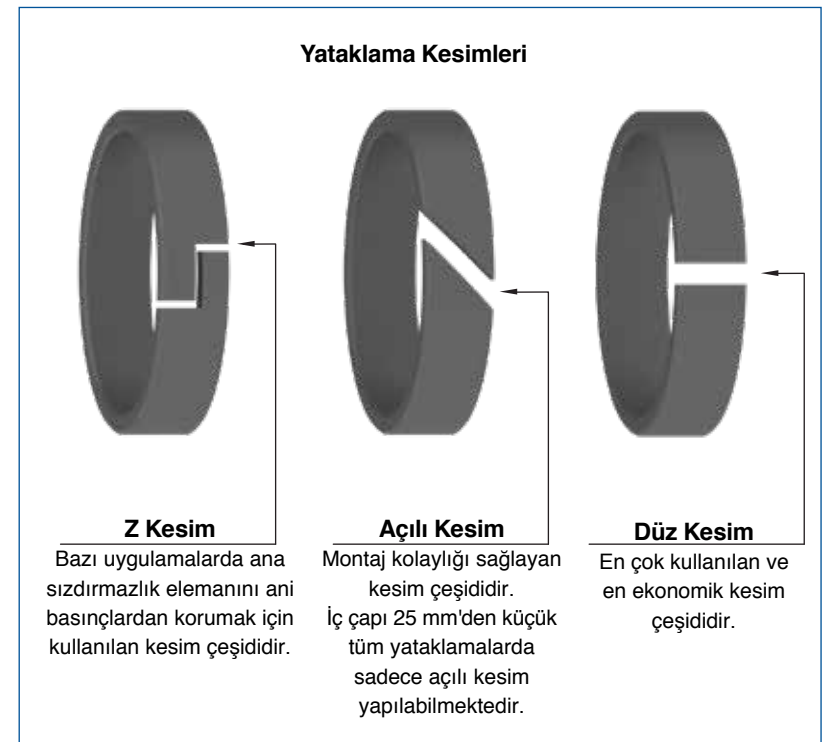 Yataklama Kesimleri
Z Kesim
Bazı uygulamalarda ana
sızdırmazlık elemanını ani
basınçlardan korumak için
kullanılan kesim çeşididir.
Açılı Kesim
Montaj kolaylığı sağlayan
kesim çeşididir.
İç çapı 25 mm'den küçük
tüm yataklamalarda
sadece açılı kesim
yapılabilmektedir.
Düz Kesim
En çok kullanılan ve
en ekonomik kesim
çeşididir.